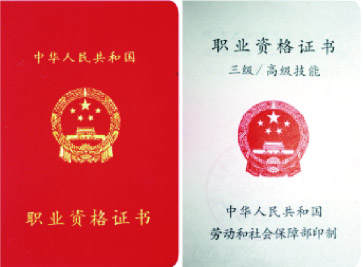 中华人民共和国
职业资格证书
职业资格证书
三级/高级技能
中华人民共和国
劳动和社会保障部印制